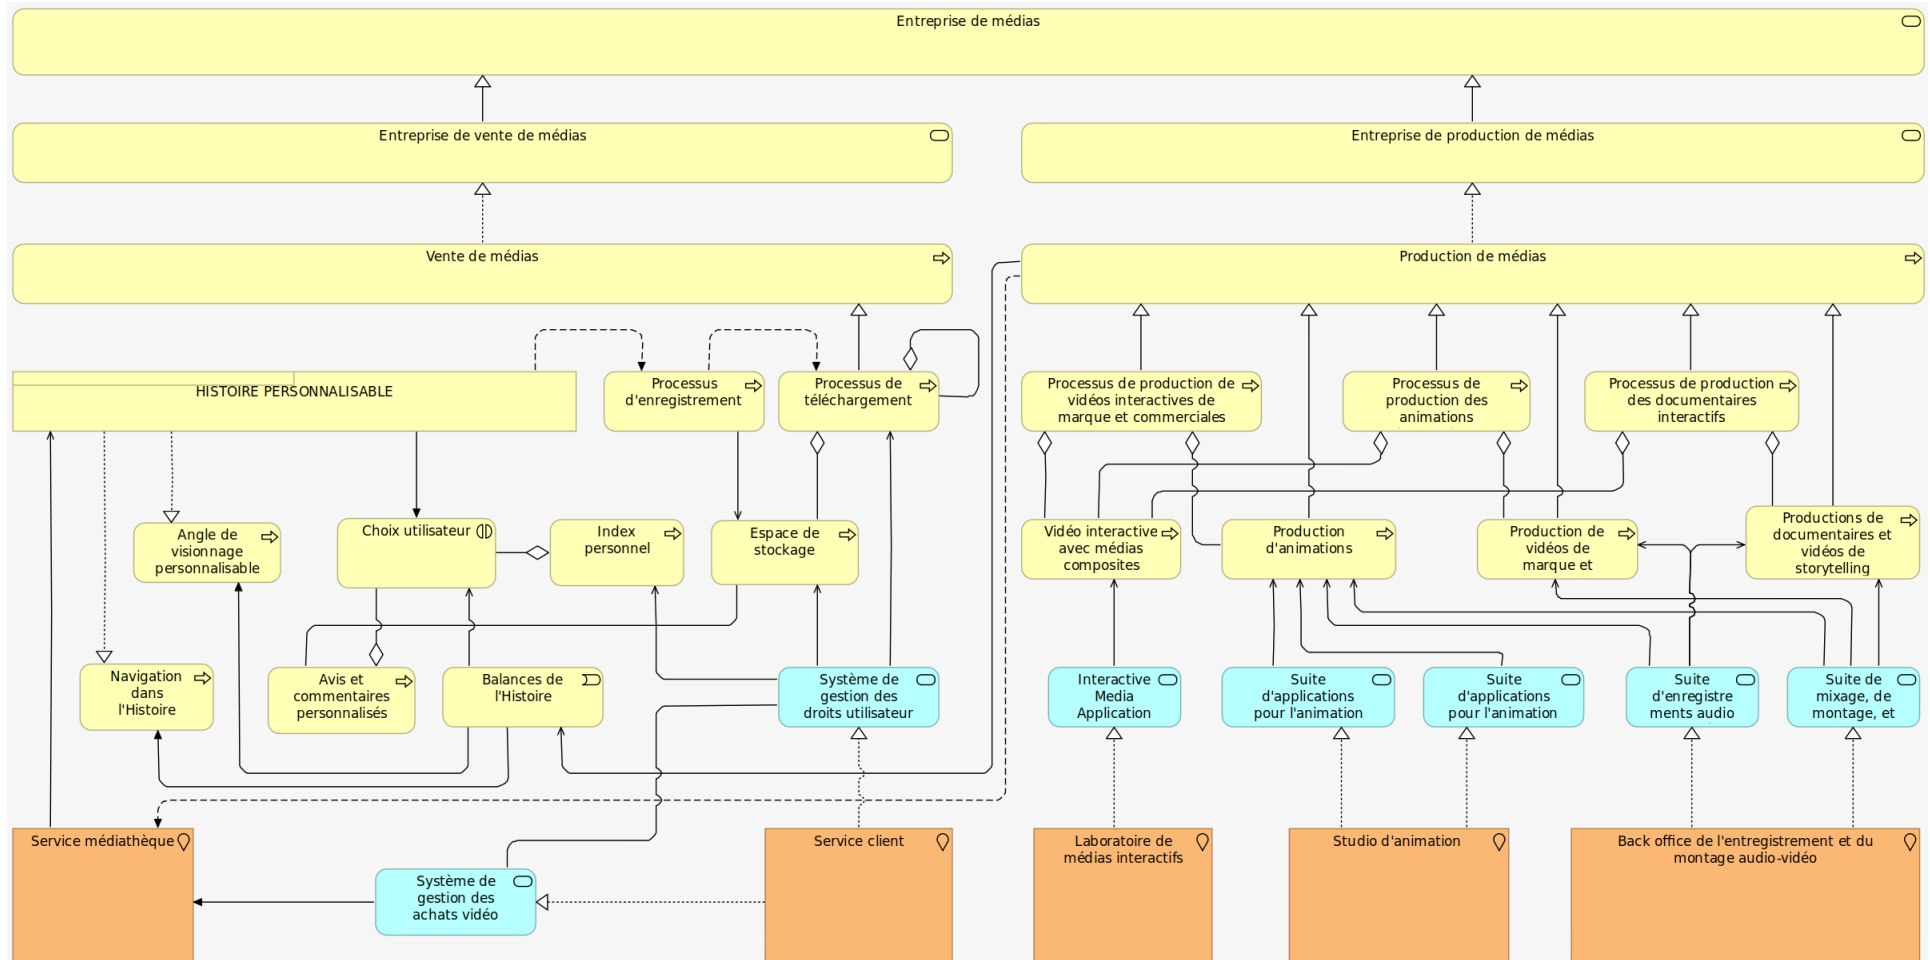 Entreprise de médias
Entreprise de vente de médias
Entreprise de production de médias
Vente de médias
Production de médias
HISTOIRE PERSONNALISABLE
Processus
d'enregistrement
Processus de
téléchargement
Processus de production de
vidéos interactives de
marque et commerciales
Processus de
production des
animations
Processus de production
des documentaires
interactifs
Angle de
visionnage
personnalisable
Choix utilisateur
Index
personnel
Espace de
stockage
Vidéo interactive
avec médias
composites
Production
d'animations
Production de
vidéos de
marque et
Productions de
documentaires et
vidéos de
storytelling
Navigation
dans
l'Histoire
Avis et
commentaires
personnalisés
Balances de
l'Histoire
Système de
gestion des
droits utilisateur
Interactive
Media
Application
Suite
d'applications
pour l'animation
Suite
d'applications
pour l'animation
Suite
d'enregistre
ments audio
Suite de
mixage, de
montage, et
Service médiathèque
Système de
gestion des
achats vidéo
Service client
Laboratoire de
médias interactifs
Studio d'animation
Back office de l'entregistrement et du
montage audio-vidéo